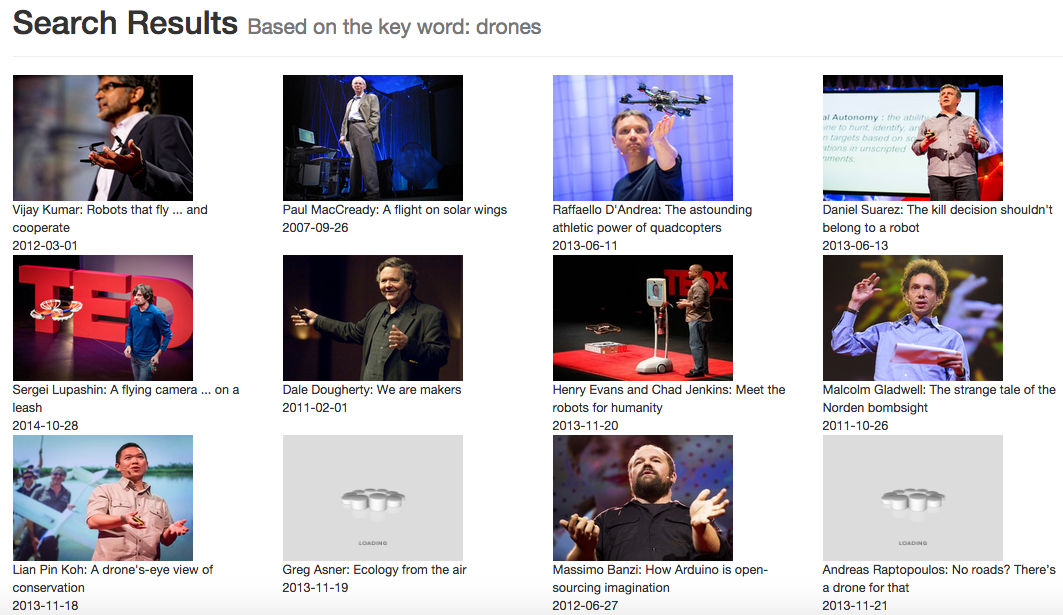 Search Results Based on the key word: drones
al Autonomy : the abilit
ine to hunt, identify, an
n targets based on
ations in unscripted
nments.
Vijay Kumar: Robots that fly ... and
cooperate
2012-03-01
Paul MacCready: A flight on solar wings
2007-09-26
Raffaello D'Andrea: The astounding
athletic power of quadcopters
2013-06-11
Daniel Suarez: The kill decision shouldn't
belong to a robot
2013-06-13
TED
TEDx
Sergei Lupashin: A flying camera ... on a
leash
2014-10-28
Dale Dougherty: We are makers
2011-02-01
Henry Evans and Chad Jenkins: Meet the
robots for humanity
2013-11-20
Malcolm Gladwell: The strange tale of the
Norden bombsight
2011-10-26
LOADING
LOADING
Lian Pin Koh: A drone's-eye view of
conservation
2013-11-18
Greg Asner: Ecology from the air
2013-11-19
Massimo Banzi: How Arduino is open-
sourcing imagination
2012-06-27
Andreas Raptopoulos: No roads? There's
a drone for that
2013-11-21